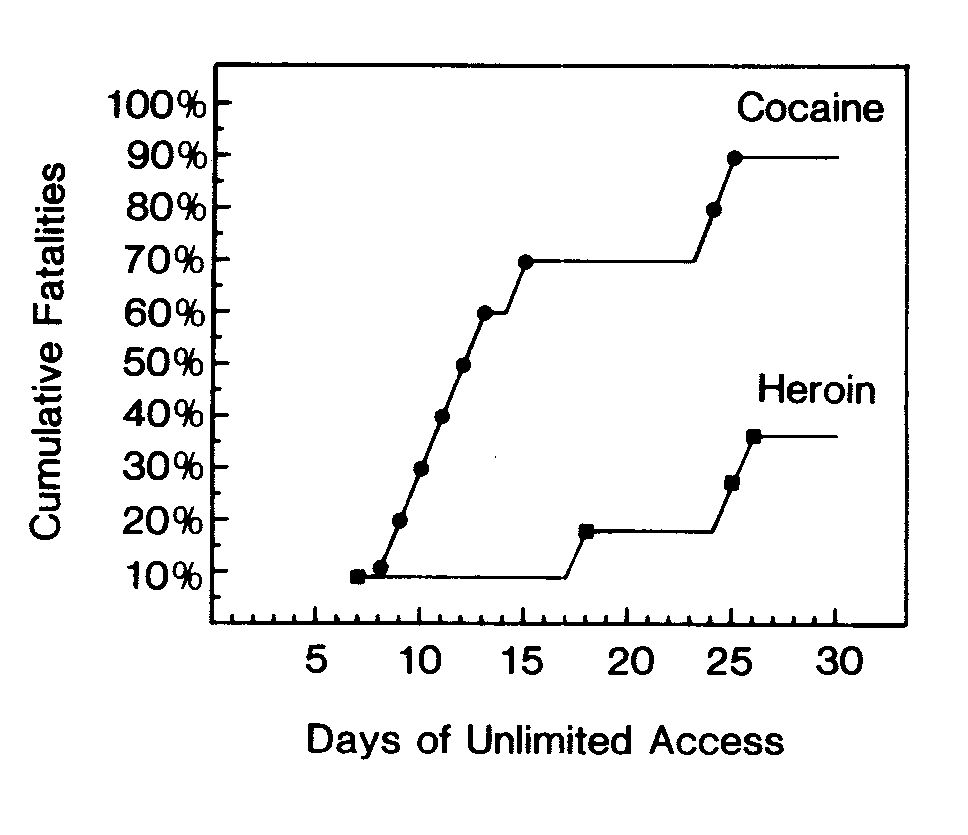 100%
90%
80%
70%
60%
50%
40%
30%
20%
10%
Cumulative Fatalities
Cocaine
Heroin
5 10 15 20 25 30
Days of Unlimited Access